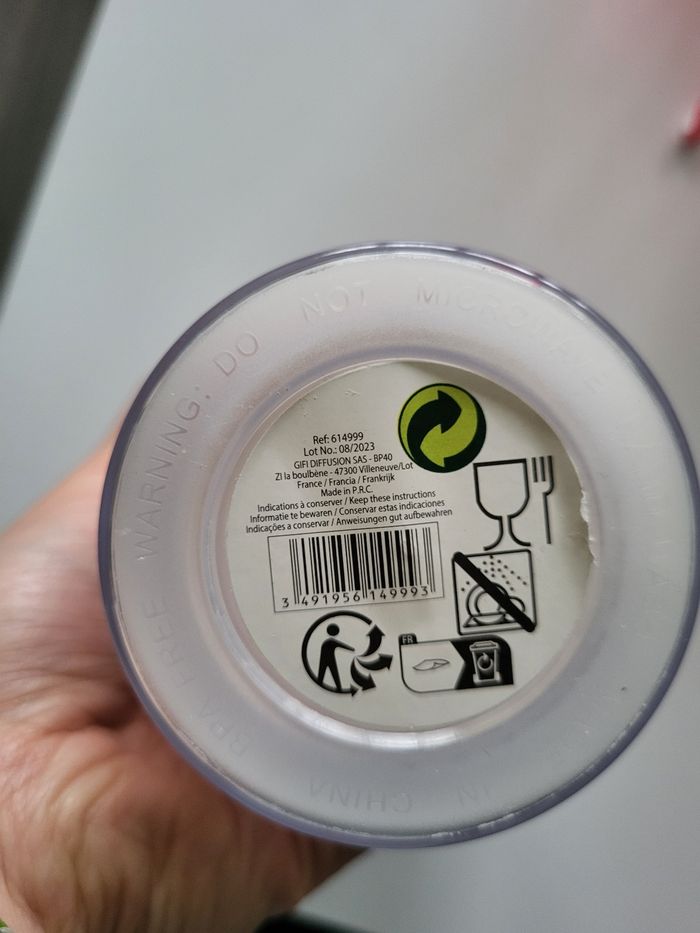 WARNING: DO NOT MICROWAVE
BPA FREE
IN CHINA
Ref: 614999
Lot No.: 08/2023
GIFI DIFFUSION SAS - BP40
ZI la boulbène - 47300 Villeneuve/Lot
France / Francia / Frankrijk
Made in P.R.C.
Indications à conserver / Keep these instructions
Informatie te bewaren / Conservar estas indicaciones
Indicações a conservar / Anweisungen gut aufbewahren
3 491956 149993
FR